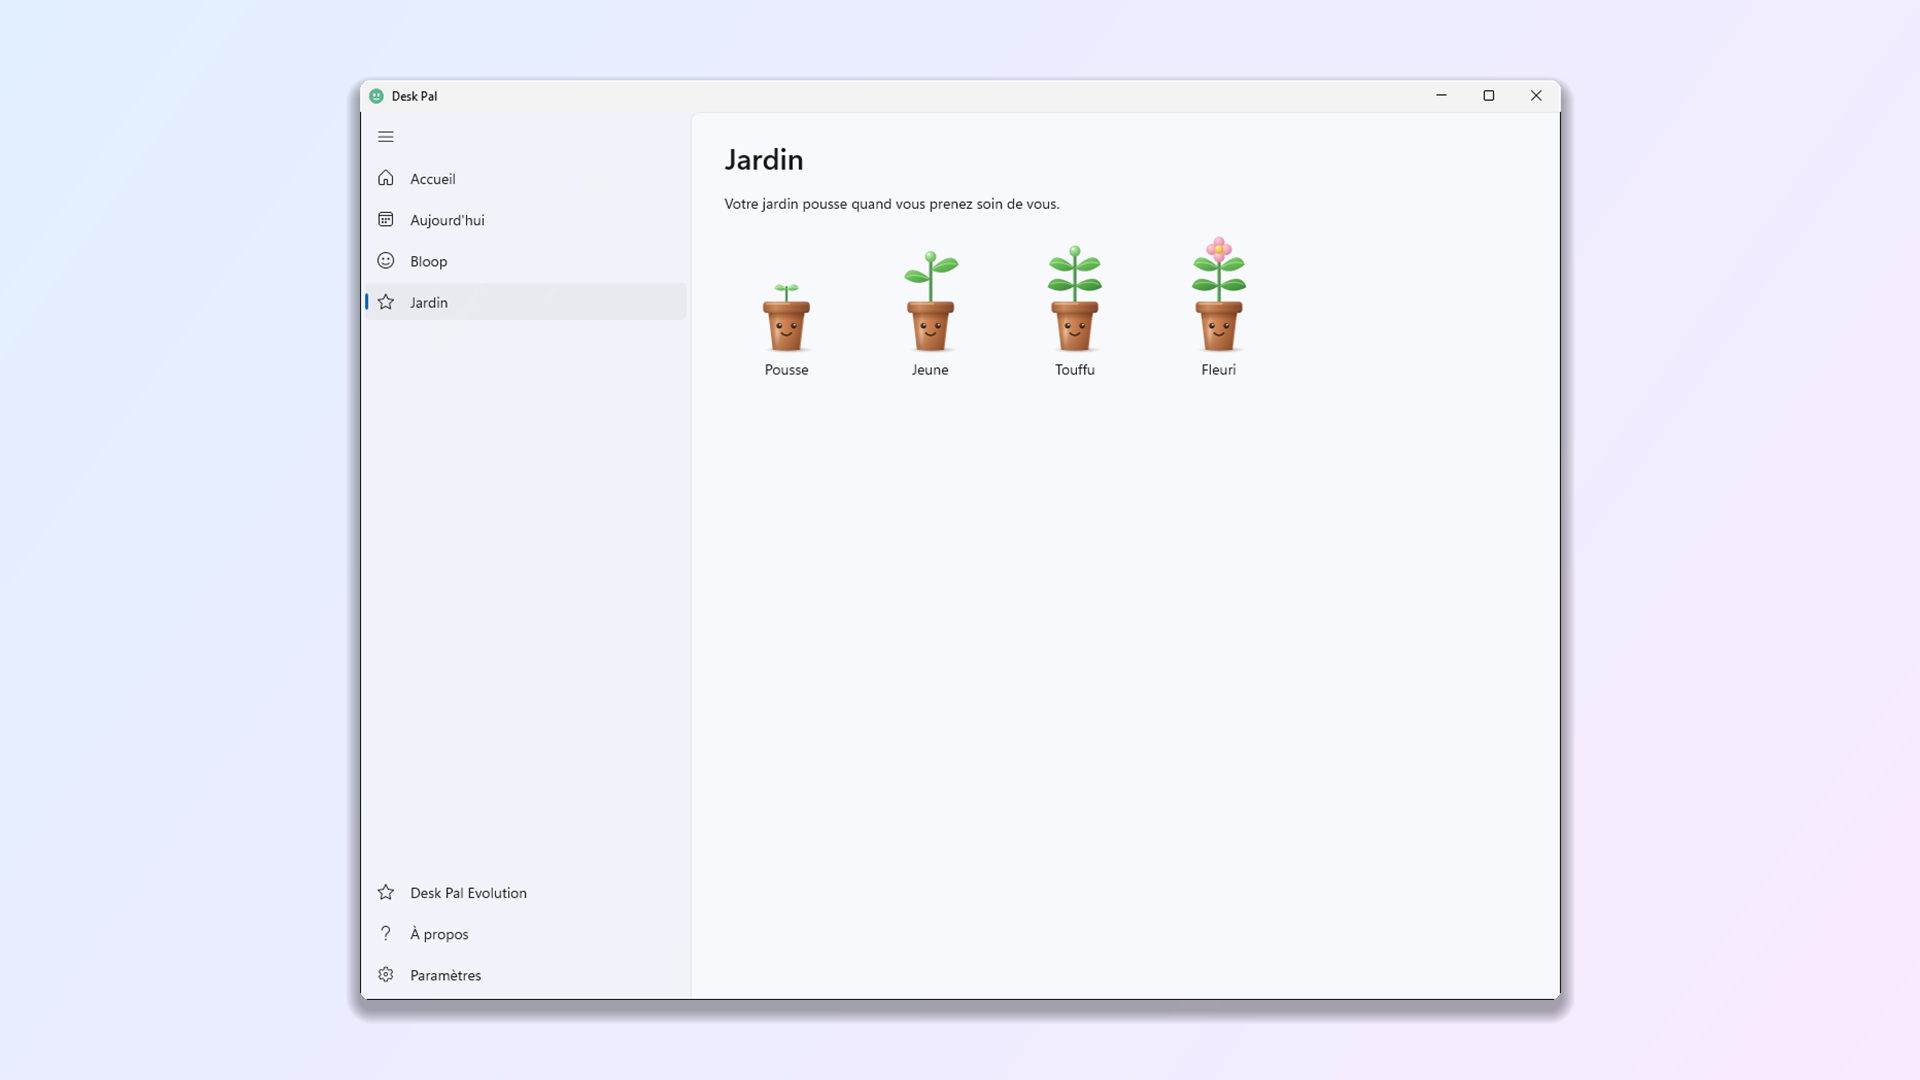 Desk Pal
Accueil
Aujourd'hui
Bloop
Jardin
Desk Pal Evolution
À propos
Paramètres
Jardin
Votre jardin pousse quand vous prenez soin de vous.
Pousse
Jeune
Touffu
Fleuri